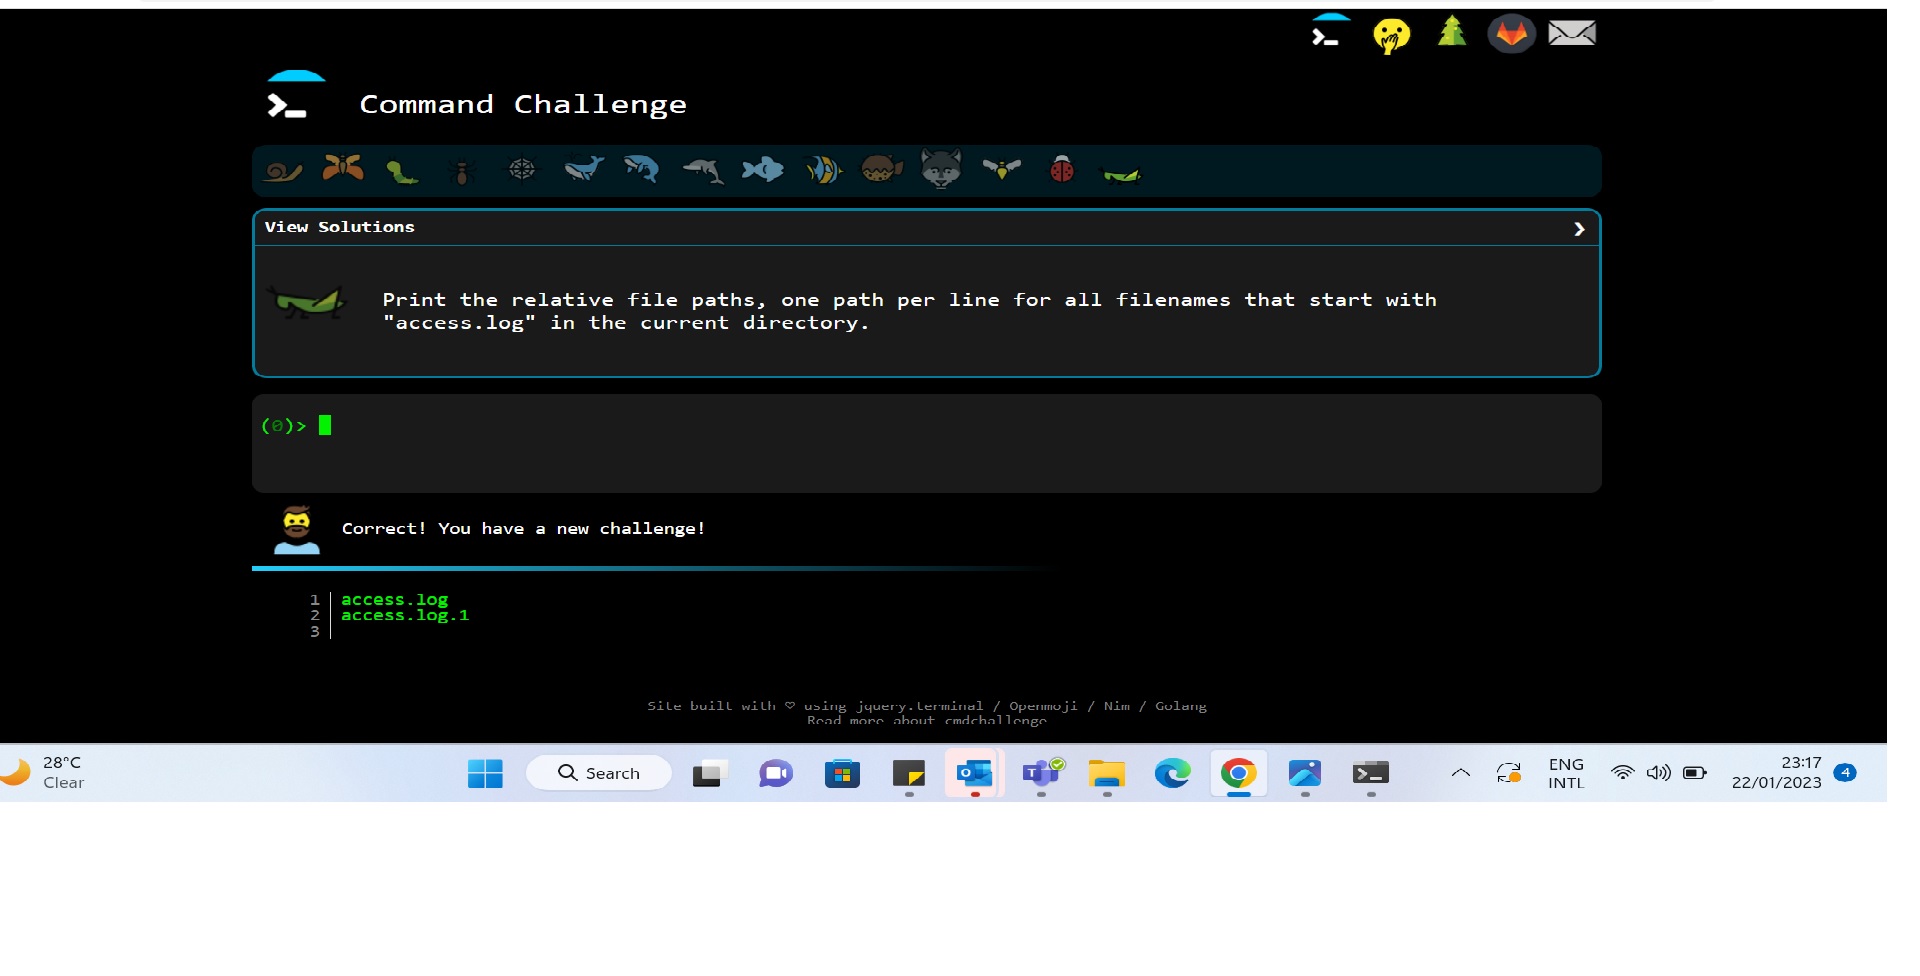 Command Challenge
View Solutions
Print the relative file paths, one path per line for all filenames that start with
"access.log" in the current directory.
(0)>
Correct! You have a new challenge!
1 access.log
2 access.log.1
3
Site built with ♡ using jquery.terminal / Openmoji / Nim / Golang
Read more about cmdchallenge
28°C
Clear
Search
ENG
INTL
23:17
22/01/2023
4